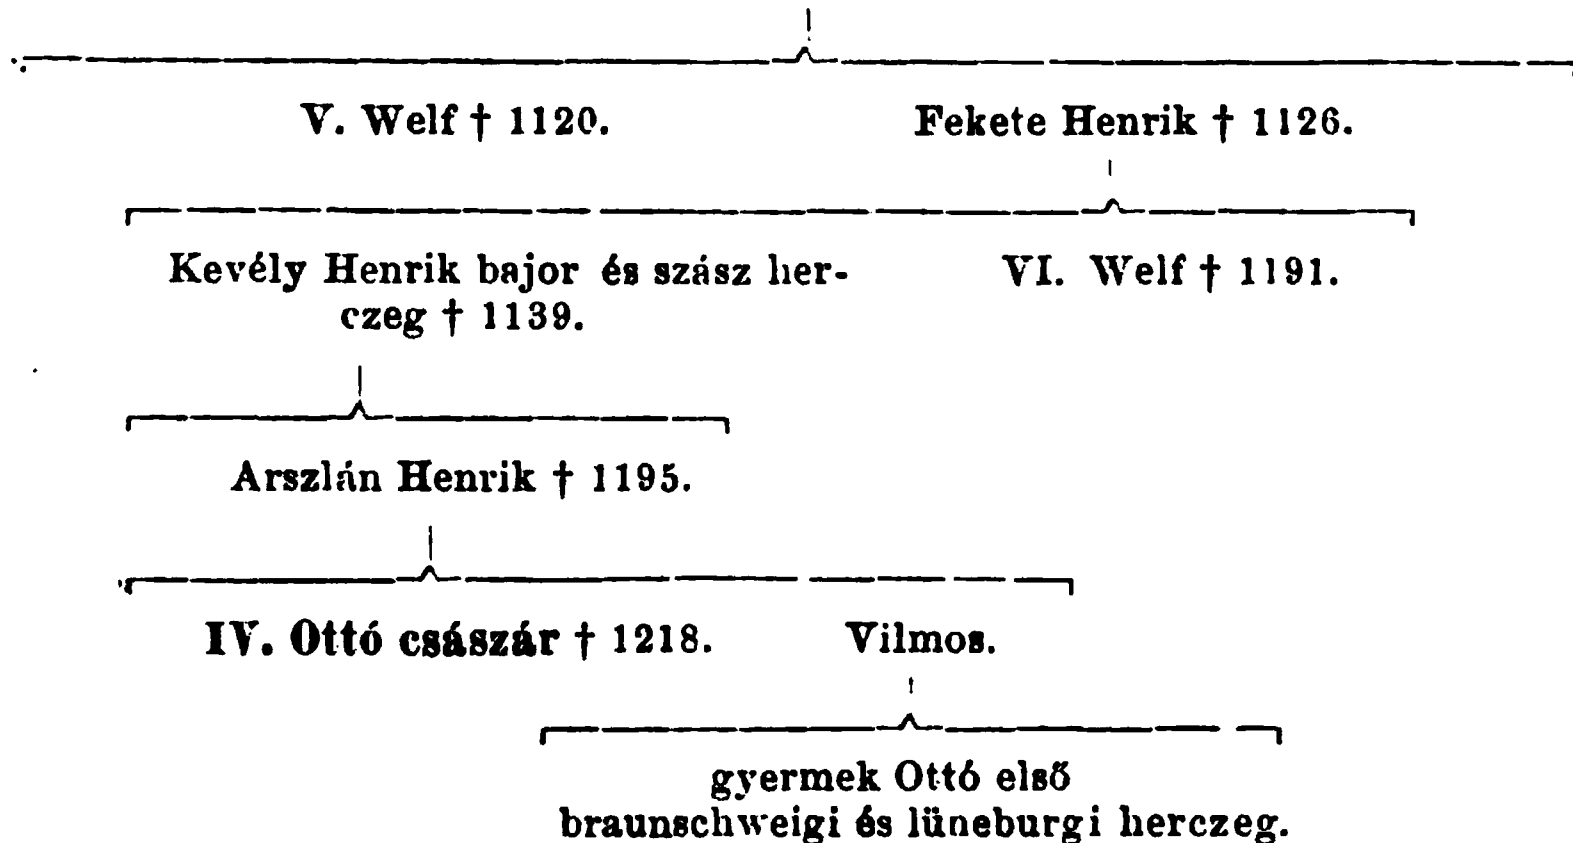 V. Welf † 1120. Fekete Henrik † 1126.
Kevély Henrik bajor és szász her- VI. Welf † 1191.
czeg † 1139.
Arszlán Henrik † 1195.
IV. Ottó császár † 1218. Vilmos.
gyermek Ottó első
braunschweigi és lüneburgi herczeg.